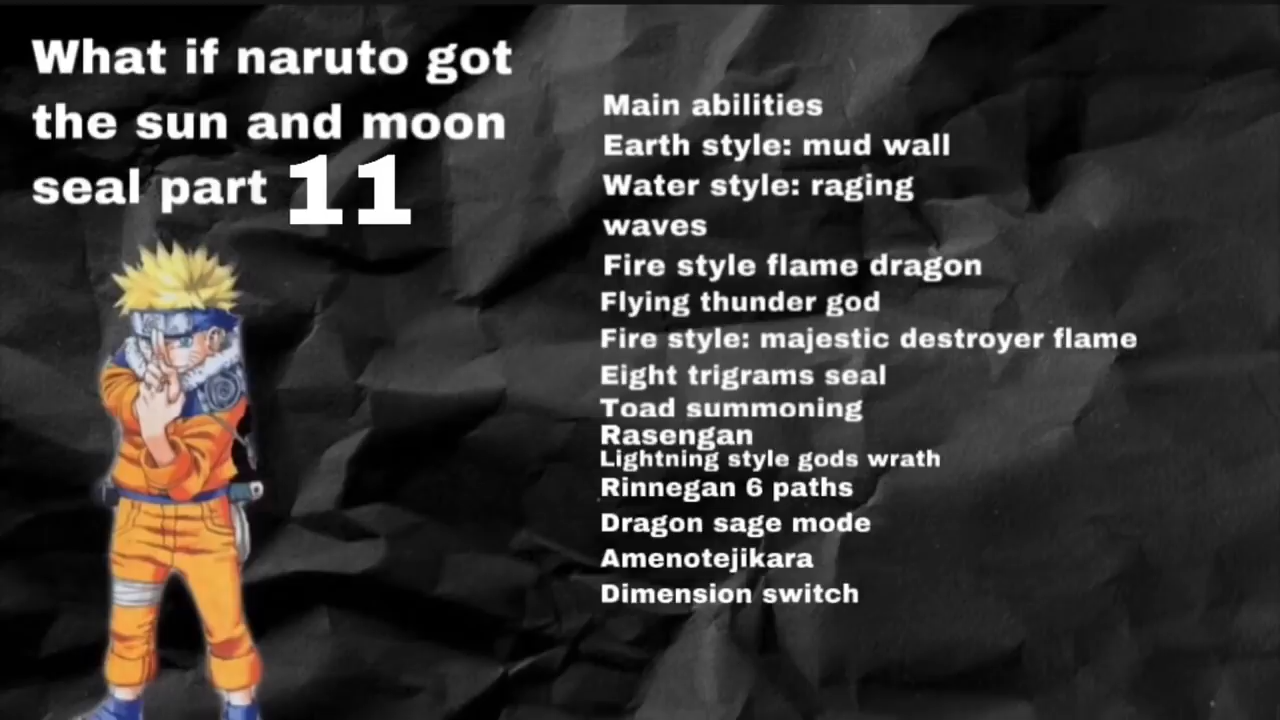 What if naruto got
the sun and moon
seal part 11
Main abilities
Earth style: mud wall
Water style: raging
waves
Fire style flame dragon
Flying thunder god
Fire style: majestic destroyer flame
Eight trigrams seal
Toad summoning
Rasengan
Lightning style gods wrath
Rinnegan 6 paths
Dragon sage mode
Amenotejikara
Dimension switch